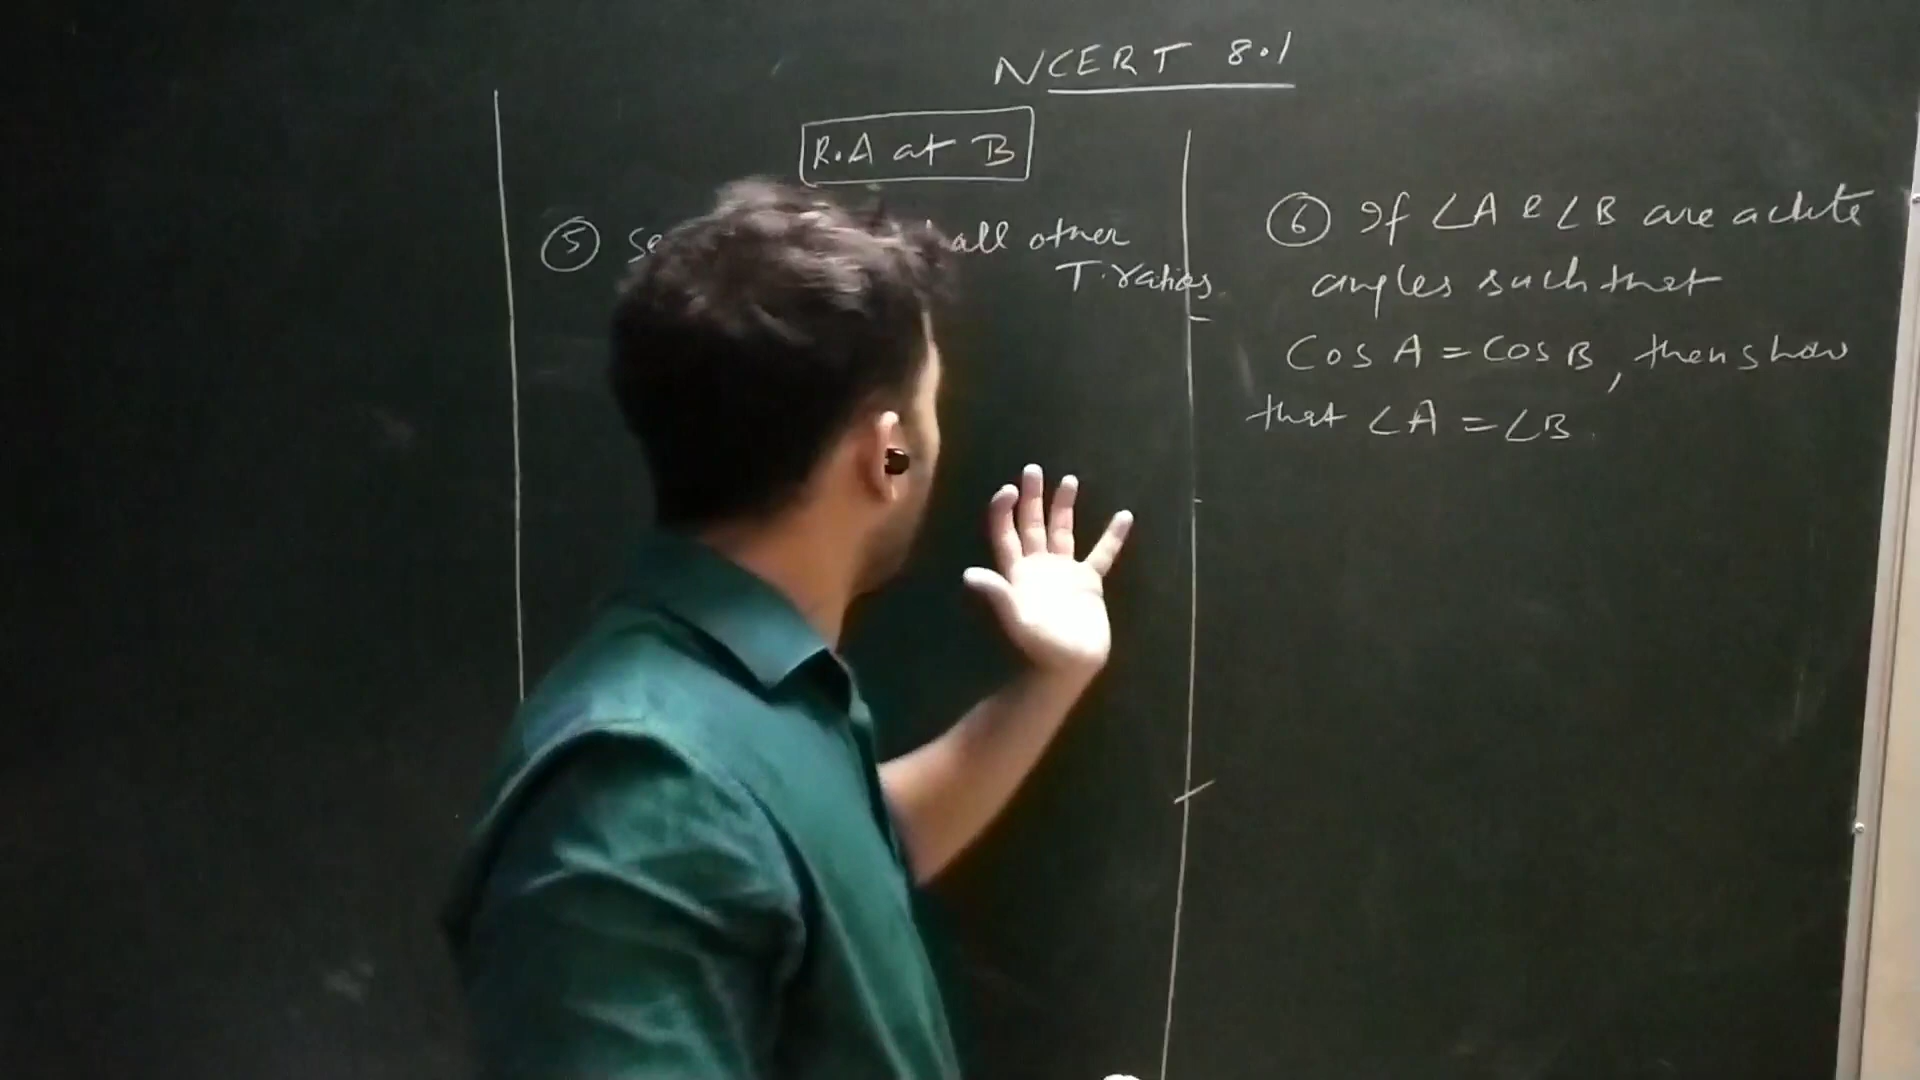 NCERT 8.1
R.A at B
⑤ all other
T.ratios
⑥ If ∠A & ∠B are acute
angles such that
Cos A = Cos B, then show
that ∠A = ∠B.